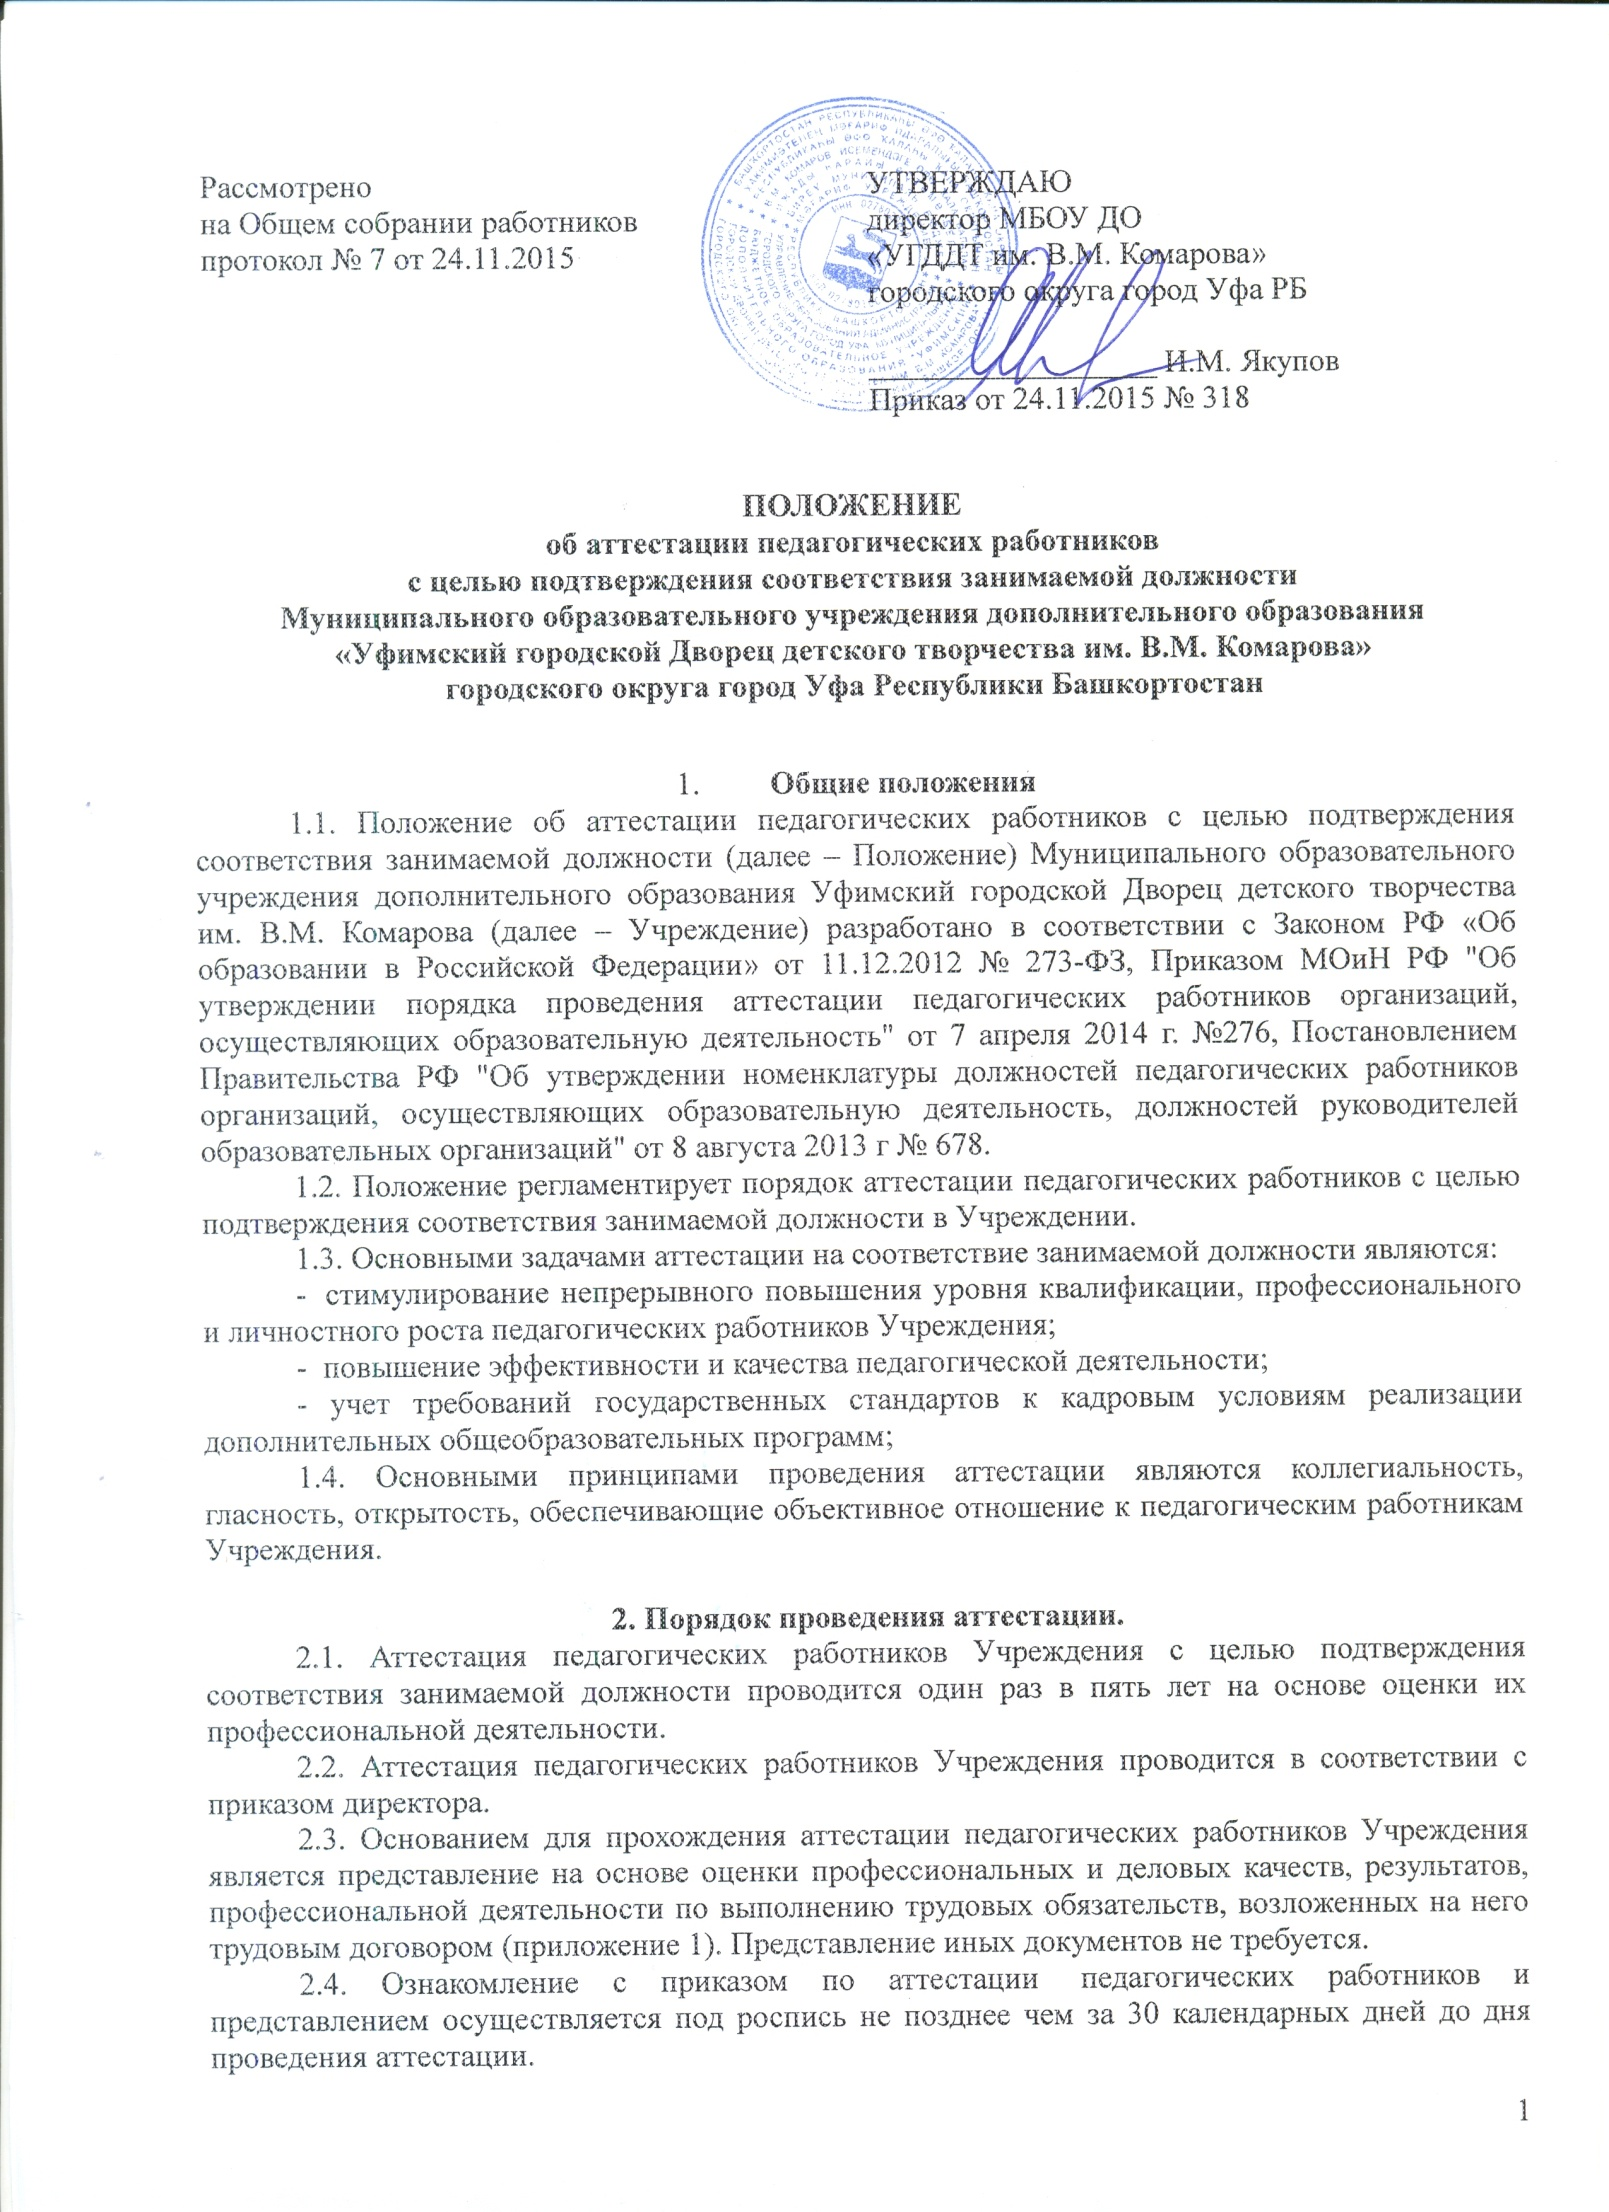 Рассмотрено
на Общем собрании работников
протокол № 7 от 24.11.2015
УТВЕРЖДАЮ
директор МБОУ ДО
«УГДДТ им. В.М. Комарова»
городского округа город Уфа РБ
И.М. Якупов
Приказ от 24.11.2015 № 318
ПОЛОЖЕНИЕ
об аттестации педагогических работников
с целью подтверждения соответствия занимаемой должности
Муниципального образовательного учреждения дополнительного образования
«Уфимский городской Дворец детского творчества им. В.М. Комарова»
городского округа город Уфа Республики Башкортостан
1. Общие положения
1.1. Положение об аттестации педагогических работников с целью подтверждения
соответствия занимаемой должности (далее – Положение) Муниципального образовательного
учреждения дополнительного образования Уфимский городской Дворец детского творчества
им. В.М. Комарова (далее – Учреждение) разработано в соответствии с Законом РФ «Об
образовании в Российской Федерации» от 11.12.2012 № 273-ФЗ, Приказом МОиН РФ "Об
утверждении порядка проведения аттестации педагогических работников организаций,
осуществляющих образовательную деятельность" от 7 апреля 2014 г. №276, Постановлением
Правительства РФ "Об утверждении номенклатуры должностей педагогических работников
организаций, осуществляющих образовательную деятельность, должностей руководителей
образовательных организаций" от 8 августа 2013 г № 678.
1.2. Положение регламентирует порядок аттестации педагогических работников с целью
подтверждения соответствия занимаемой должности в Учреждении.
1.3. Основными задачами аттестации на соответствие занимаемой должности являются:
- стимулирование непрерывного повышения уровня квалификации, профессионального
и личностного роста педагогических работников Учреждения;
- повышение эффективности и качества педагогической деятельности;
- учет требований государственных стандартов к кадровым условиям реализации
дополнительных общеобразовательных программ;
1.4. Основными принципами проведения аттестации являются коллегиальность,
гласность, открытость, обеспечивающие объективное отношение к педагогическим работникам
Учреждения.
2. Порядок проведения аттестации.
2.1. Аттестация педагогических работников Учреждения с целью подтверждения
соответствия занимаемой должности проводится один раз в пять лет на основе оценки их
профессиональной деятельности.
2.2. Аттестация педагогических работников Учреждения проводится в соответствии с
приказом директора.
2.3. Основанием для прохождения аттестации педагогических работников Учреждения
является представление на основе оценки профессиональных и деловых качеств, результатов,
профессиональной деятельности по выполнению трудовых обязательств, возложенных на него
трудовым договором (приложение 1). Представление иных документов не требуется.
2.4. Ознакомление с приказом по аттестации педагогических работников и
представлением осуществляется под роспись не позднее чем за 30 календарных дней до дня
проведения аттестации.
1